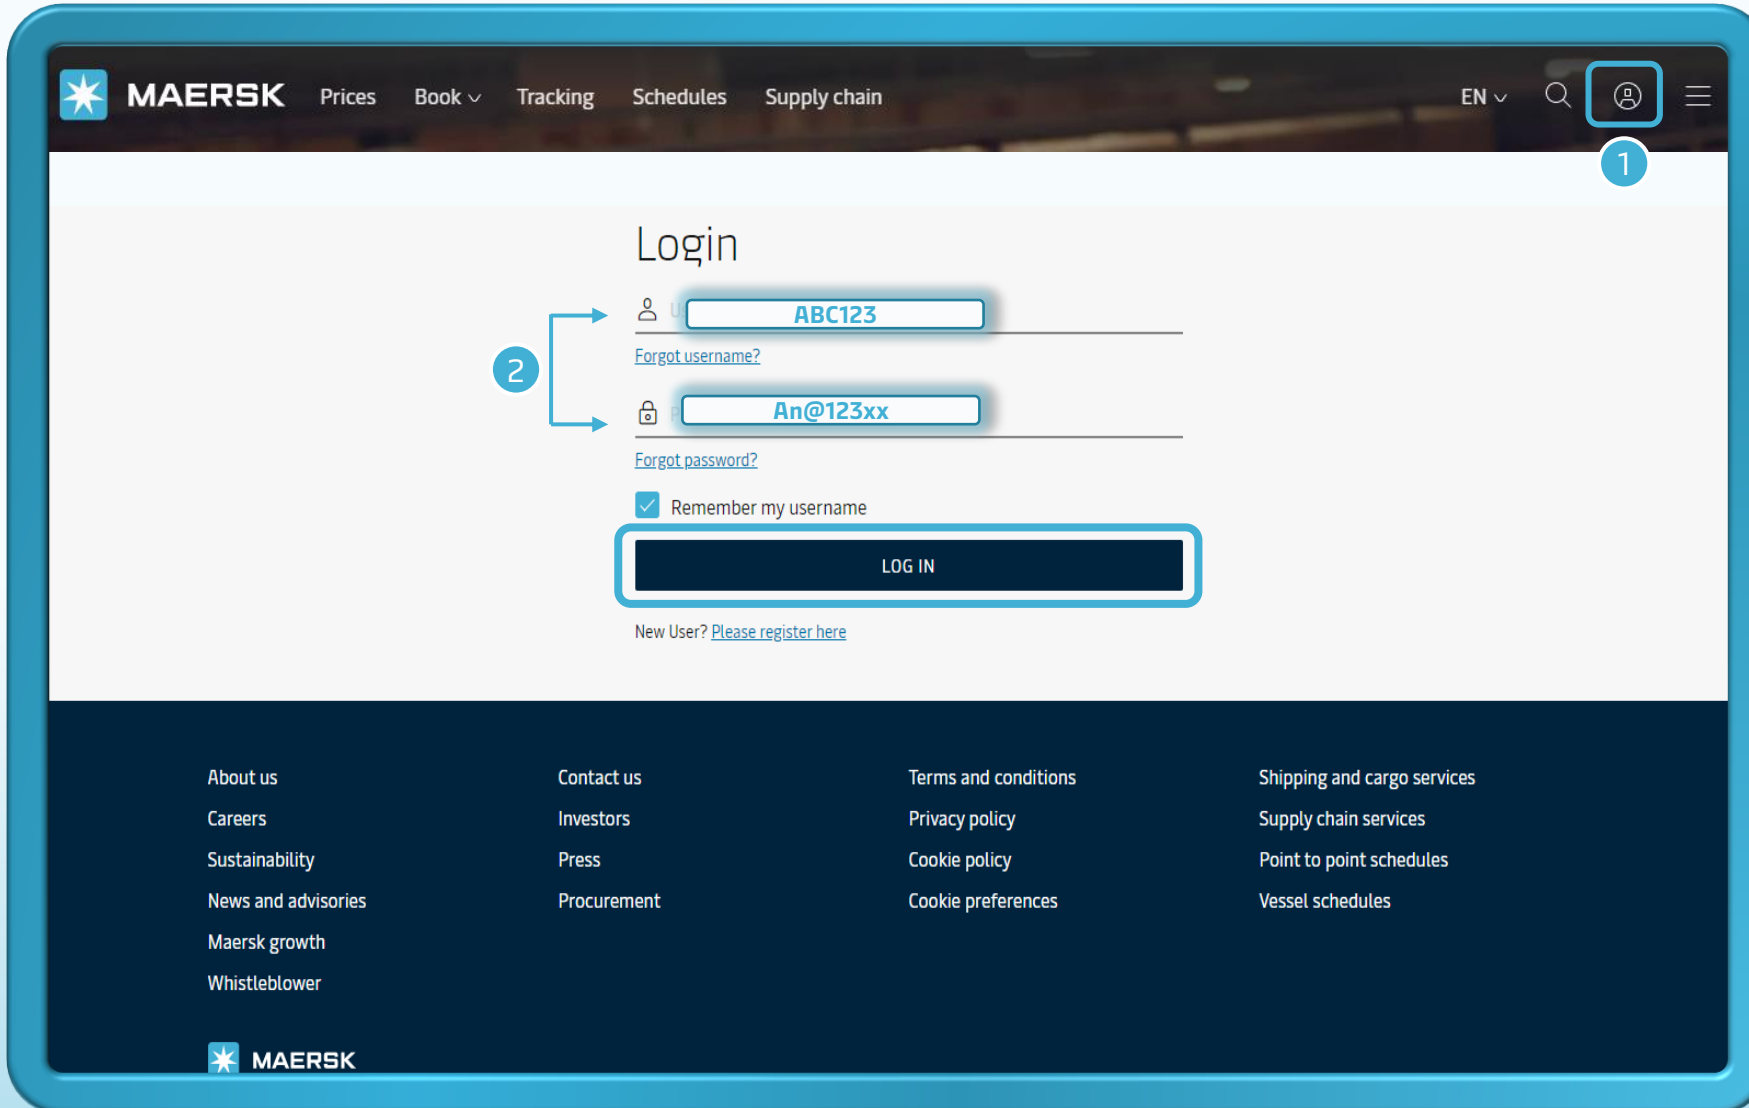 MAERSK Prices Book Tracking Schedules Supply chain EN
1
Login
ABC123
Forgot username?
2
An@123xx
Forgot password?
Remember my username
LOG IN
New User? Please register here
About us Contact us Terms and conditions Shipping and cargo services
Careers Investors Privacy policy Supply chain services
Sustainability Press Cookie policy Point to point schedules
News and advisories Procurement Cookie preferences Vessel schedules
Maersk growth
Whistleblower
MAERSK